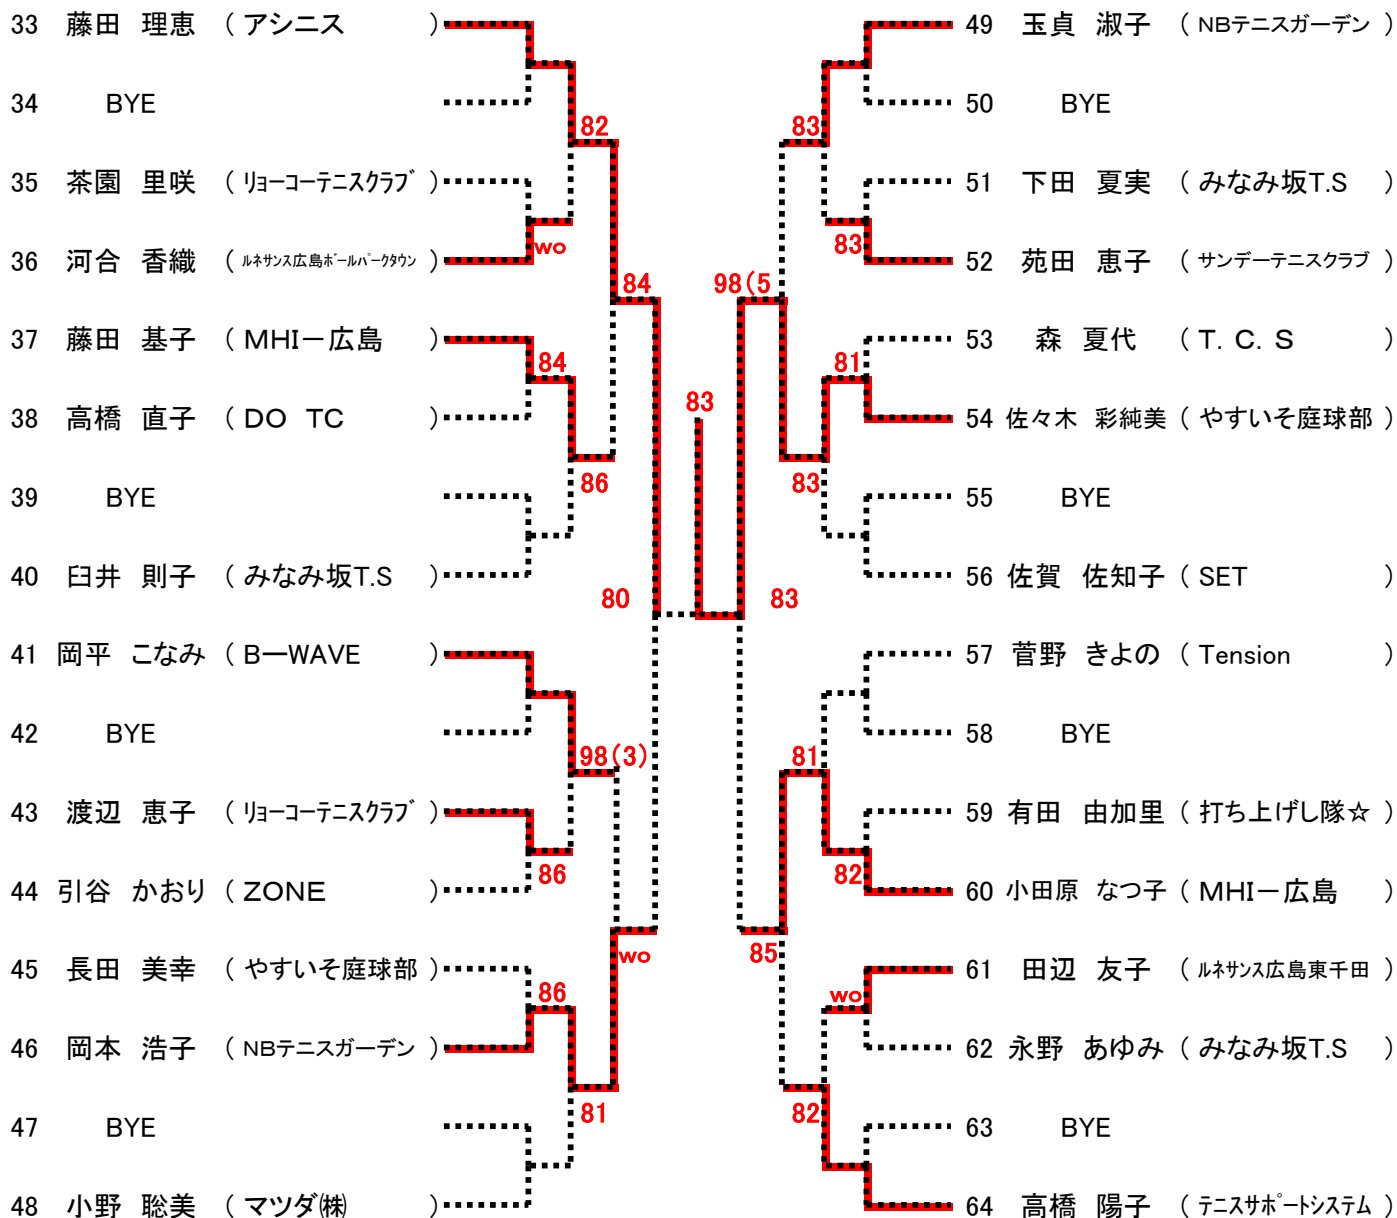 33 藤田 理恵 ( アシニス )
34 BYE
82
35 茶園 里咲 ( リョーコーテニスクラブ )
wo
36 河合 香織 ( ルネサンス広島ボールパークタウン )
84
37 藤田 基子 ( MHIー広島 )
84
38 高橋 直子 ( DO TC )
86
39 BYE
40 臼井 則子 ( みなみ坂T.S )
80
41 岡平 こなみ ( BーWAVE )
42 BYE
98(3)
43 渡辺 恵子 ( リョーコーテニスクラブ )
86
44 引谷 かおり ( ZONE )
wo
45 長田 美幸 ( やすいそ庭球部 )
86
46 岡本 浩子 ( NBテニスガーデン )
81
47 BYE
48 小野 聡美 ( マツダ㈱ )
83
49 玉貞 淑子 ( NBテニスガーデン )
50 BYE
83
51 下田 夏実 ( みなみ坂T.S )
83
52 苑田 恵子 ( サンデーテニスクラブ )
98(5
53 森 夏代 ( T. C. S )
81
54 佐々木 彩純美 ( やすいそ庭球部 )
83
55 BYE
56 佐賀 佐知子 ( SET )
83
57 菅野 きよの ( Tension )
58 BYE
81
59 有田 由加里 ( 打ち上げし隊☆ )
82
60 小田原 なつ子 ( MHIー広島 )
85
61 田辺 友子 ( ルネサンス広島東千田 )
wo
62 永野 あゆみ ( みなみ坂T.S )
82
63 BYE
64 高橋 陽子 ( テニスサポートシステム )